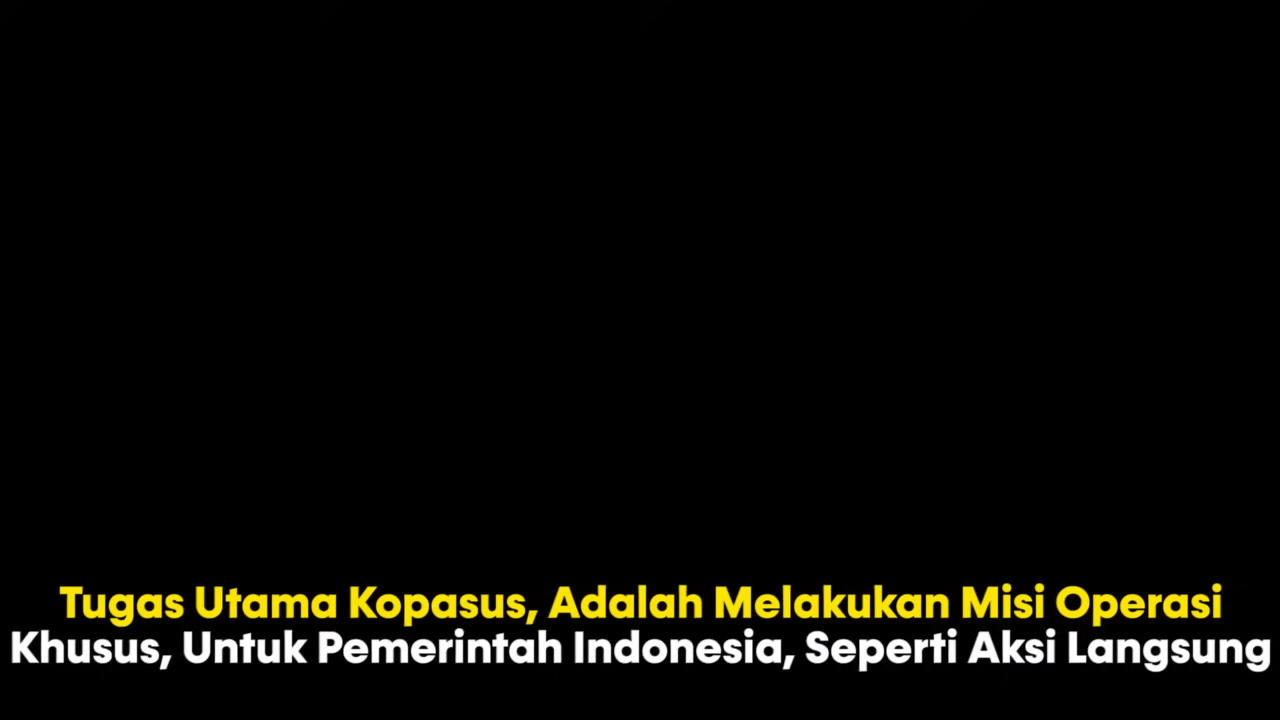 Tugas Utama Kopasus, Adalah Melakukan Misi Operasi
Khusus, Untuk Pemerintah Indonesia, Seperti Aksi Langsung